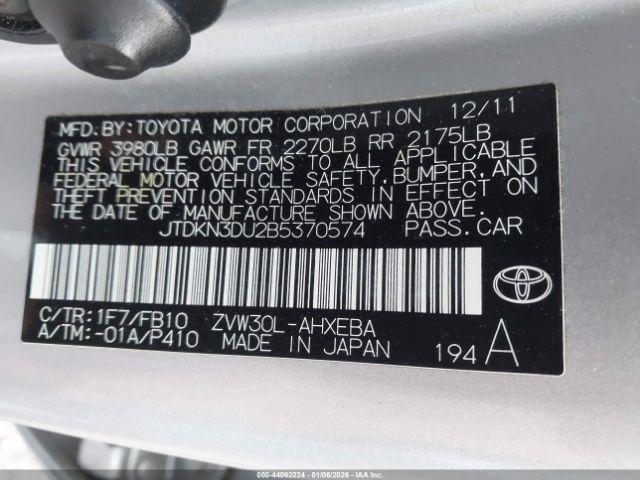 MFD.BY:TOYOTA MOTOR CORPORATION 12/11
GVWR 3980LB GAWR FR 2270LB RR 2175LB
THIS VEHICLE CONFORMS TO ALL APPLICABLE
FEDERAL MOTOR VEHICLE SAFETY,BUMPER,AND
THEFT PREVENTION STANDARDS IN EFFECT ON
THE DATE OF MANUFACTURE SHOWN ABOVE.
JTDKN3DU2B5370574 PASS.CAR
C/TR:1F7/FB10 ZVW30L-AHXEBA
A/TM:-01A/P410 MADE IN JAPAN 194 A
000-44062224 | 01/06/2026 | IAAI.CA